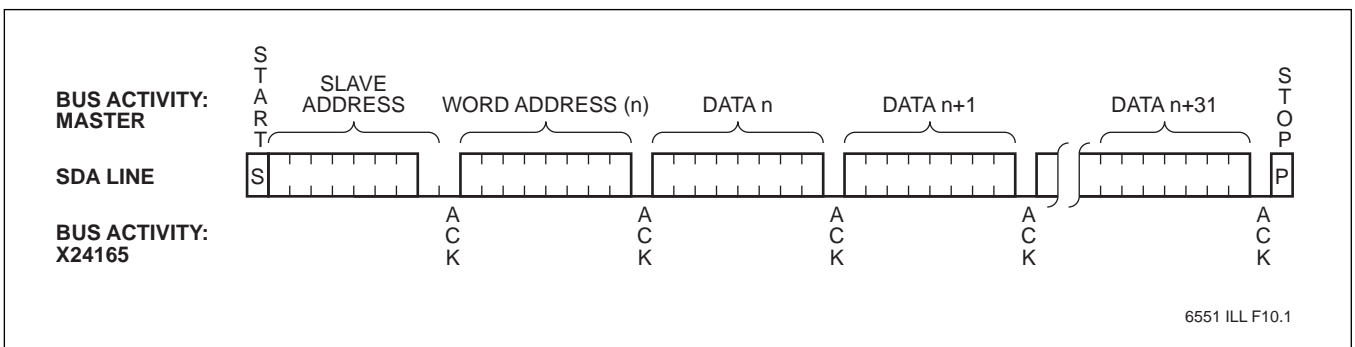 START
SLAVE
ADDRESS
WORD ADDRESS (n)
DATA n
DATA n+1
DATA n+31
STOP
BUS ACTIVITY:
MASTER
SDA LINE
S
P
BUS ACTIVITY:
X24165
ACK
ACK
ACK
ACK
ACK
6551 ILL F10.1